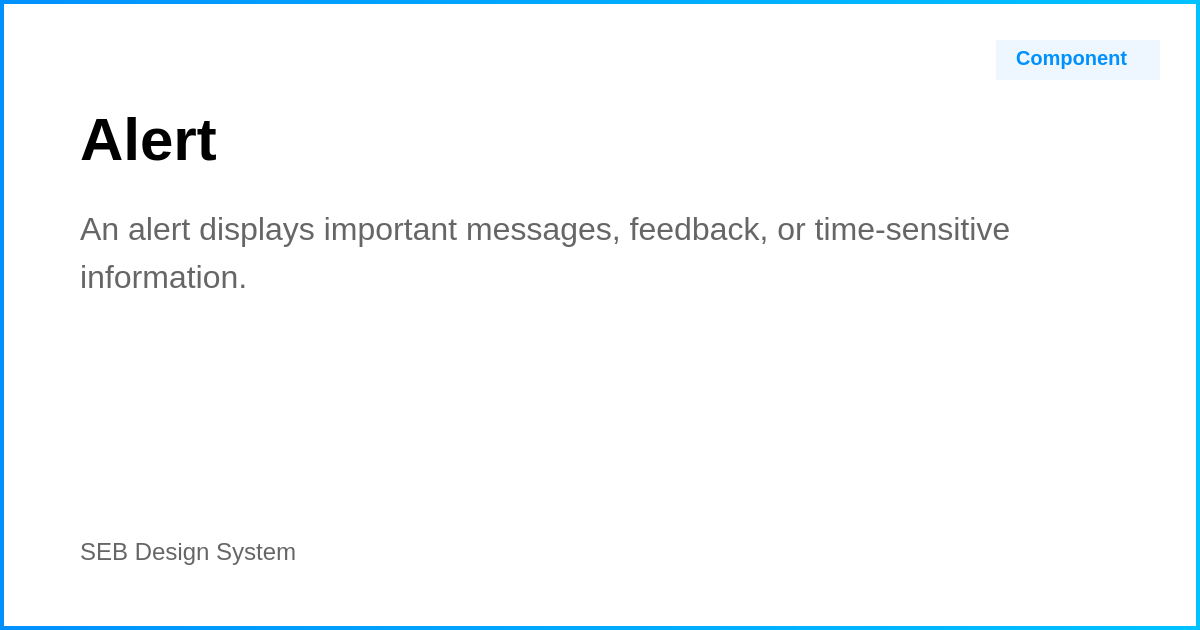 Component
Alert
An alert displays important messages, feedback, or time-sensitive
information.
SEB Design System